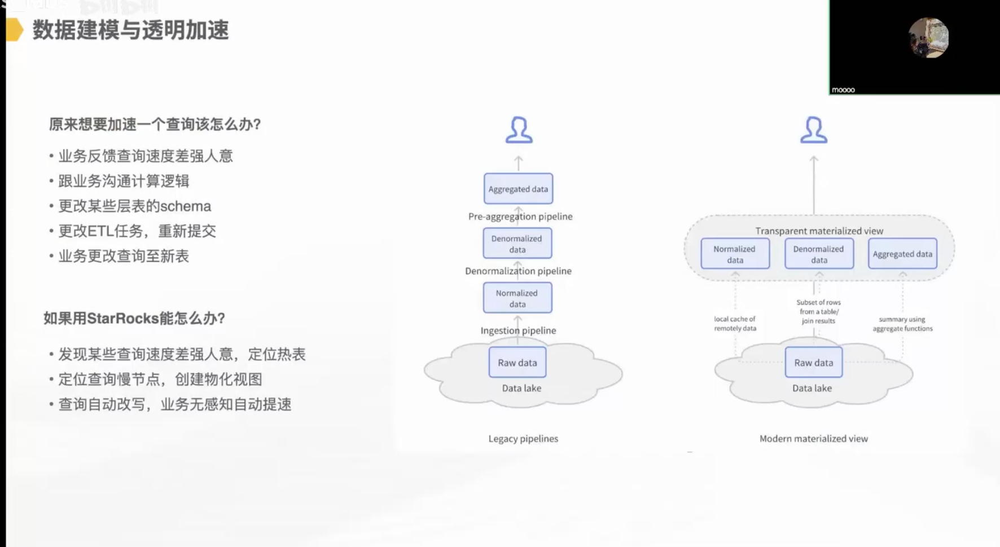 数据建模与透明加速
moooo
原来想要加速一个查询该怎么办?
• 业务反馈查询速度差强人意
• 跟业务沟通计算逻辑
• 更改某些层表的schema
• 更改ETL任务，重新提交
• 业务更改查询至新表
如果用StarRocks能怎么办?
• 发现某些查询速度差强人意，定位热表
• 定位查询慢节点，创建物化视图
• 查询自动改写，业务无感知自动提速
Aggregated data
Pre-aggregation pipeline
Denormalized
data
Denormalization pipeline
Normalized
data
Ingestion pipeline
Raw data
Data lake
Legacy pipelines
Transparent materialized view
Normalized
data
Denormalized
data
Aggregated data
local cache of
remotely data
Subset of rows
from a table/
join results
summary using
aggregate functions
Raw data
Data lake
Modern materialized view